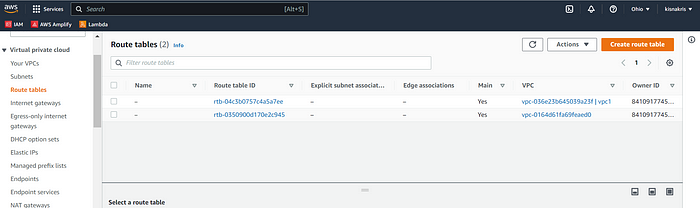 aws
Services
Search
[Alt+S]
Ohio
kisnakris
IAM
AWS Amplify
Lambda
Virtual private cloud
Your VPCs
Subnets
Route tables
Internet gateways
Egress-only internet
gateways
DHCP option sets
Elastic IPs
Managed prefix lists
Endpoints
Endpoint services
NAT gateways
Route tables (2) Info
Actions
Create route table
Filter route tables
1
Name
Route table ID
Explicit subnet associat...
Edge associations
Main
VPC
Owner ID
– rtb-04c3b0757c4a5a7ee – – Yes vpc-036e23b645039a23f | vpc1 8410917745...
– rtb-0350900d170e2c945 – – Yes vpc-0164d61fa69feaed0 8410917745...
Select a route table